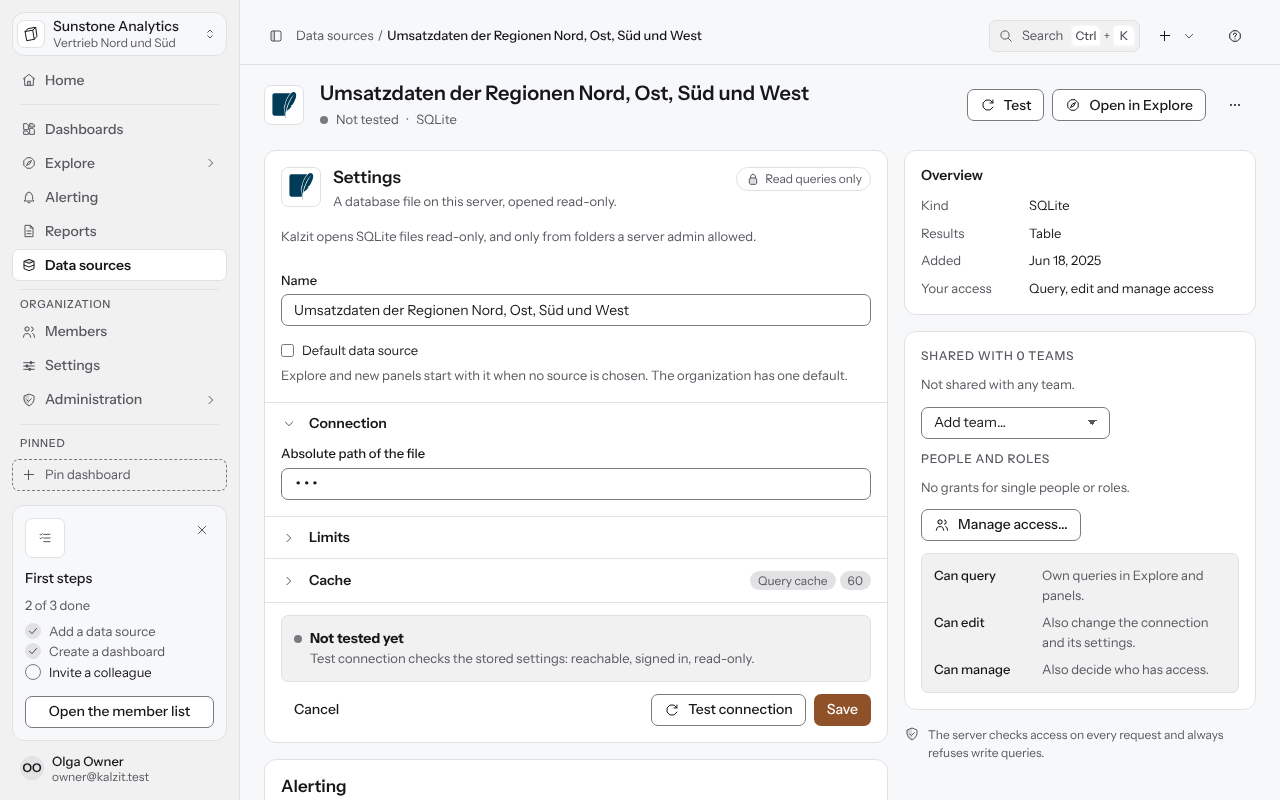 Sunstone Analytics
Vertrieb Nord und Süd
Home
Dashboards
Explore
Alerting
Reports
Data sources
ORGANIZATION
Members
Settings
Administration
PINNED
Pin dashboard
First steps
2 of 3 done
Add a data source
Create a dashboard
Invite a colleague
Open the member list
OO
Olga Owner
owner@kalzit.test
Data sources / Umsatzdaten der Regionen Nord, Ost, Süd und West
Search Ctrl + K
Umsatzdaten der Regionen Nord, Ost, Süd und West
Not tested · SQLite
Test
Open in Explore
Settings
Read queries only
A database file on this server, opened read-only.
Kalzit opens SQLite files read-only, and only from folders a server admin allowed.
Name
Umsatzdaten der Regionen Nord, Ost, Süd und West
Default data source
Explore and new panels start with it when no source is chosen. The organization has one default.
Connection
Absolute path of the file
•••
Limits
Cache
Query cache 60
Not tested yet
Test connection checks the stored settings: reachable, signed in, read-only.
Cancel
Test connection
Save
Alerting
Overview
Kind SQLite
Results Table
Added Jun 18, 2025
Your access Query, edit and manage access
SHARED WITH 0 TEAMS
Not shared with any team.
Add team...
PEOPLE AND ROLES
No grants for single people or roles.
Manage access...
Can query Own queries in Explore and
panels.
Can edit Also change the connection
and its settings.
Can manage Also decide who has access.
The server checks access on every request and always
refuses write queries.